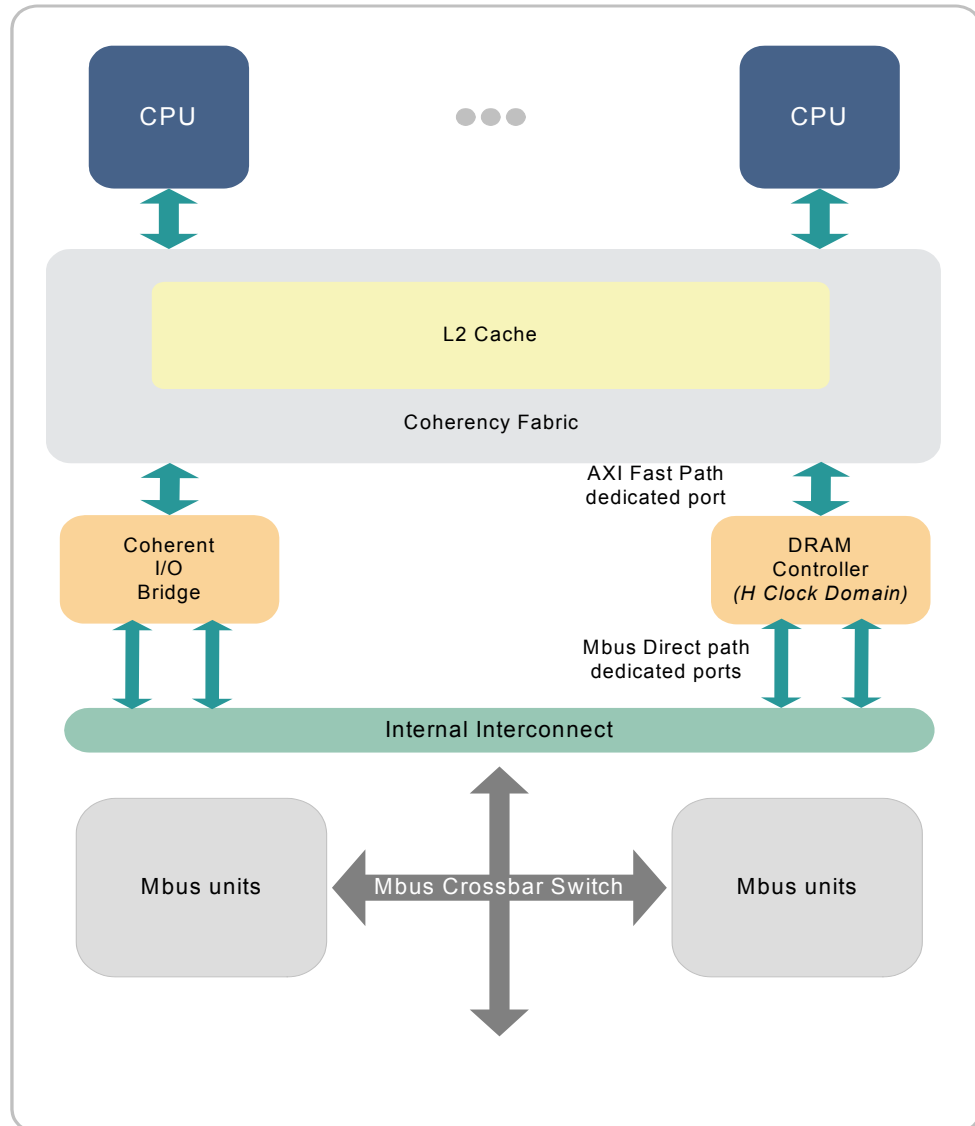 CPU
CPU
L2 Cache
Coherency Fabric
AXI Fast Path
dedicated port
Coherent
I/O
Bridge
DRAM
Controller
(H Clock Domain)
Mbus Direct path
dedicated ports
Internal Interconnect
Mbus units
Mbus Crossbar Switch
Mbus units